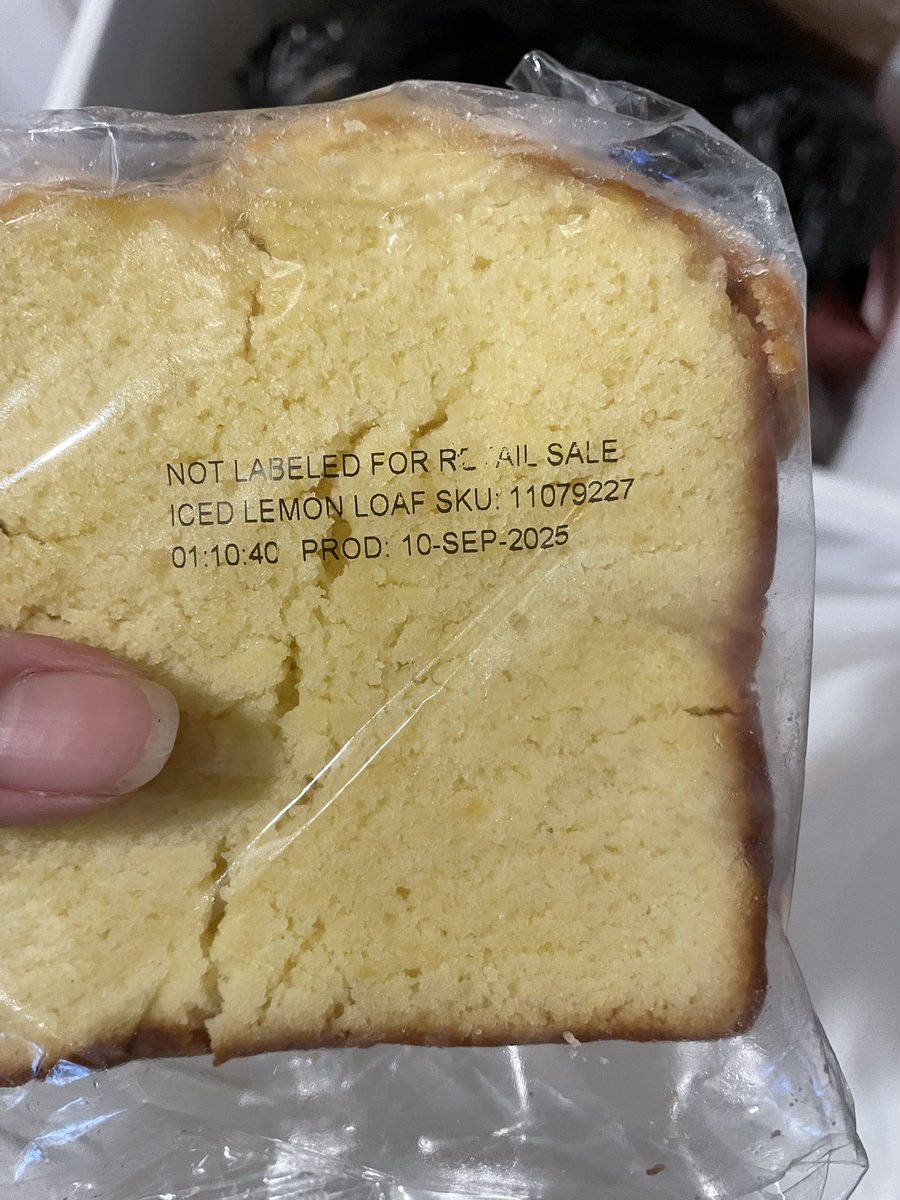 NOT LABELED FOR RETAIL SALE
ICED LEMON LOAF SKU: 11079227
01:10:40 PROD: 10-SEP-2025